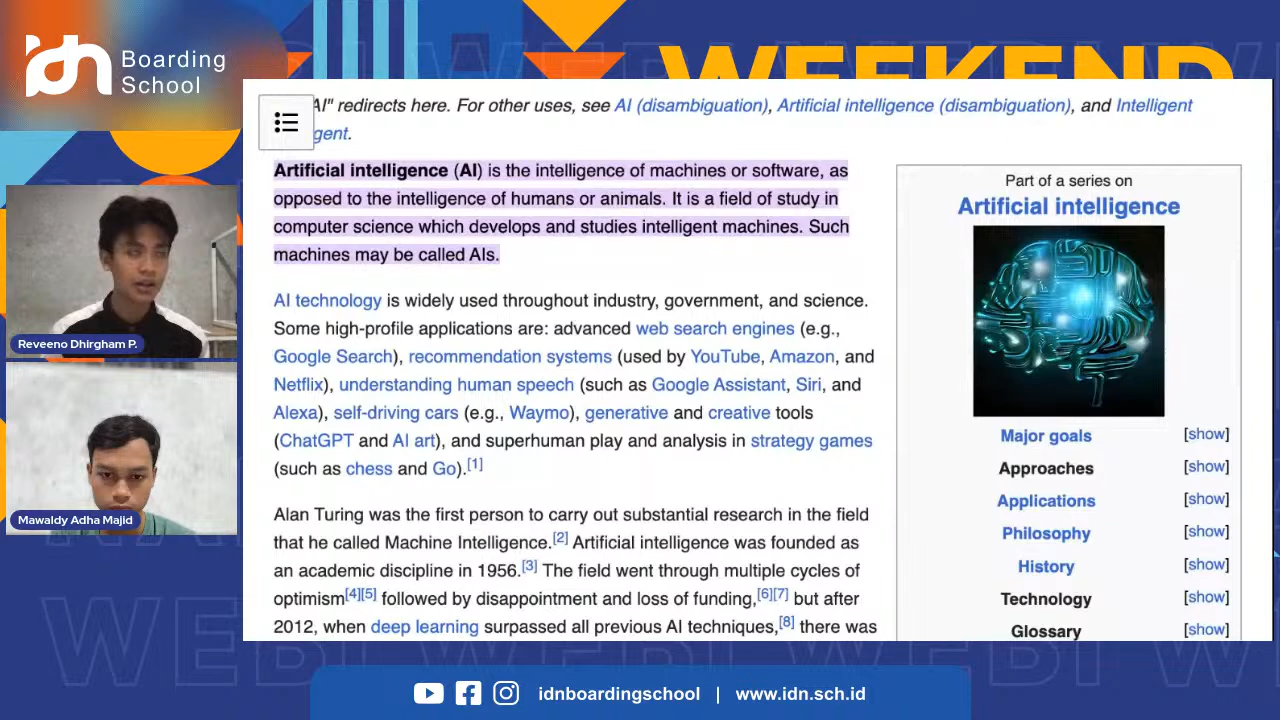 idn Boarding
School
WEEKEND
AI" redirects here. For other uses, see AI (disambiguation), Artificial intelligence (disambiguation), and Intelligent
gent.
Artificial intelligence (AI) is the intelligence of machines or software, as
opposed to the intelligence of humans or animals. It is a field of study in
computer science which develops and studies intelligent machines. Such
machines may be called AIs.
AI technology is widely used throughout industry, government, and science.
Some high-profile applications are: advanced web search engines (e.g.,
Google Search), recommendation systems (used by YouTube, Amazon, and
Netflix), understanding human speech (such as Google Assistant, Siri, and
Alexa), self-driving cars (e.g., Waymo), generative and creative tools
(ChatGPT and AI art), and superhuman play and analysis in strategy games
(such as chess and Go).[1]
Alan Turing was the first person to carry out substantial research in the field
that he called Machine Intelligence.[2] Artificial intelligence was founded as
an academic discipline in 1956.[3] The field went through multiple cycles of
optimism[4][5] followed by disappointment and loss of funding,[6][7] but after
2012, when deep learning surpassed all previous AI techniques,[8] there was
Part of a series on
Artificial intelligence
Major goals [show]
Approaches [show]
Applications [show]
Philosophy [show]
History [show]
Technology [show]
Glossary [show]
Reveeno Dhirgham P.
Mawaldy Adha Majid
idnboardingschool | www.idn.sch.id